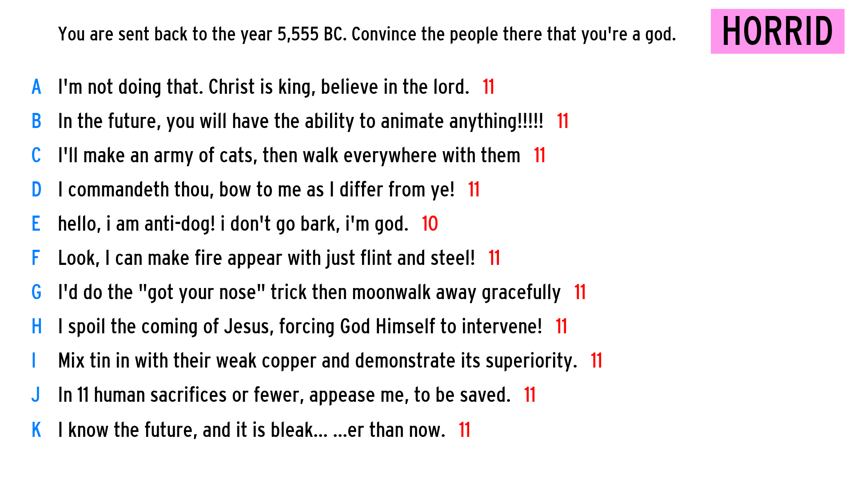 You are sent back to the year 5,555 BC. Convince the people there that you're a god.
HORRID
A I'm not doing that. Christ is king, believe in the lord. 11
B In the future, you will have the ability to animate anything!!!!! 11
C I'll make an army of cats, then walk everywhere with them 11
D I commandeth thou, bow to me as I differ from ye! 11
E hello, i am anti-dog! i don't go bark, i'm god. 10
F Look, I can make fire appear with just flint and steel! 11
G I'd do the "got your nose" trick then moonwalk away gracefully 11
H I spoil the coming of Jesus, forcing God Himself to intervene! 11
I Mix tin in with their weak copper and demonstrate its superiority. 11
J In 11 human sacrifices or fewer, appease me, to be saved. 11
K I know the future, and it is bleak... ...er than now. 11